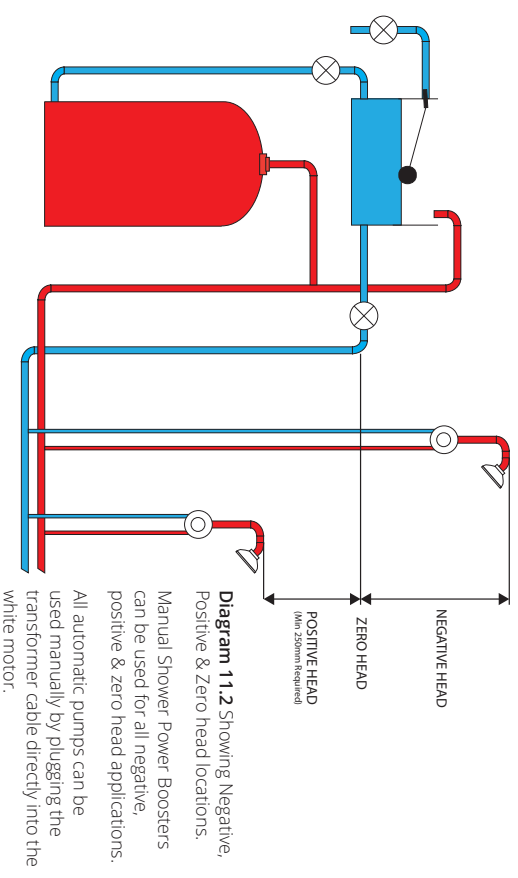 NEGATIVE HEAD
ZERO HEAD
POSITIVE HEAD
(Min 250mm Required)
Diagram 11.2 Showing Negative,
Positive & Zero head locations.
Manual Shower Power Boosters
can be used for all negative,
positive & zero head applications.
All automatic pumps can be
used manually by plugging the
transformer cable directly into the
white motor.